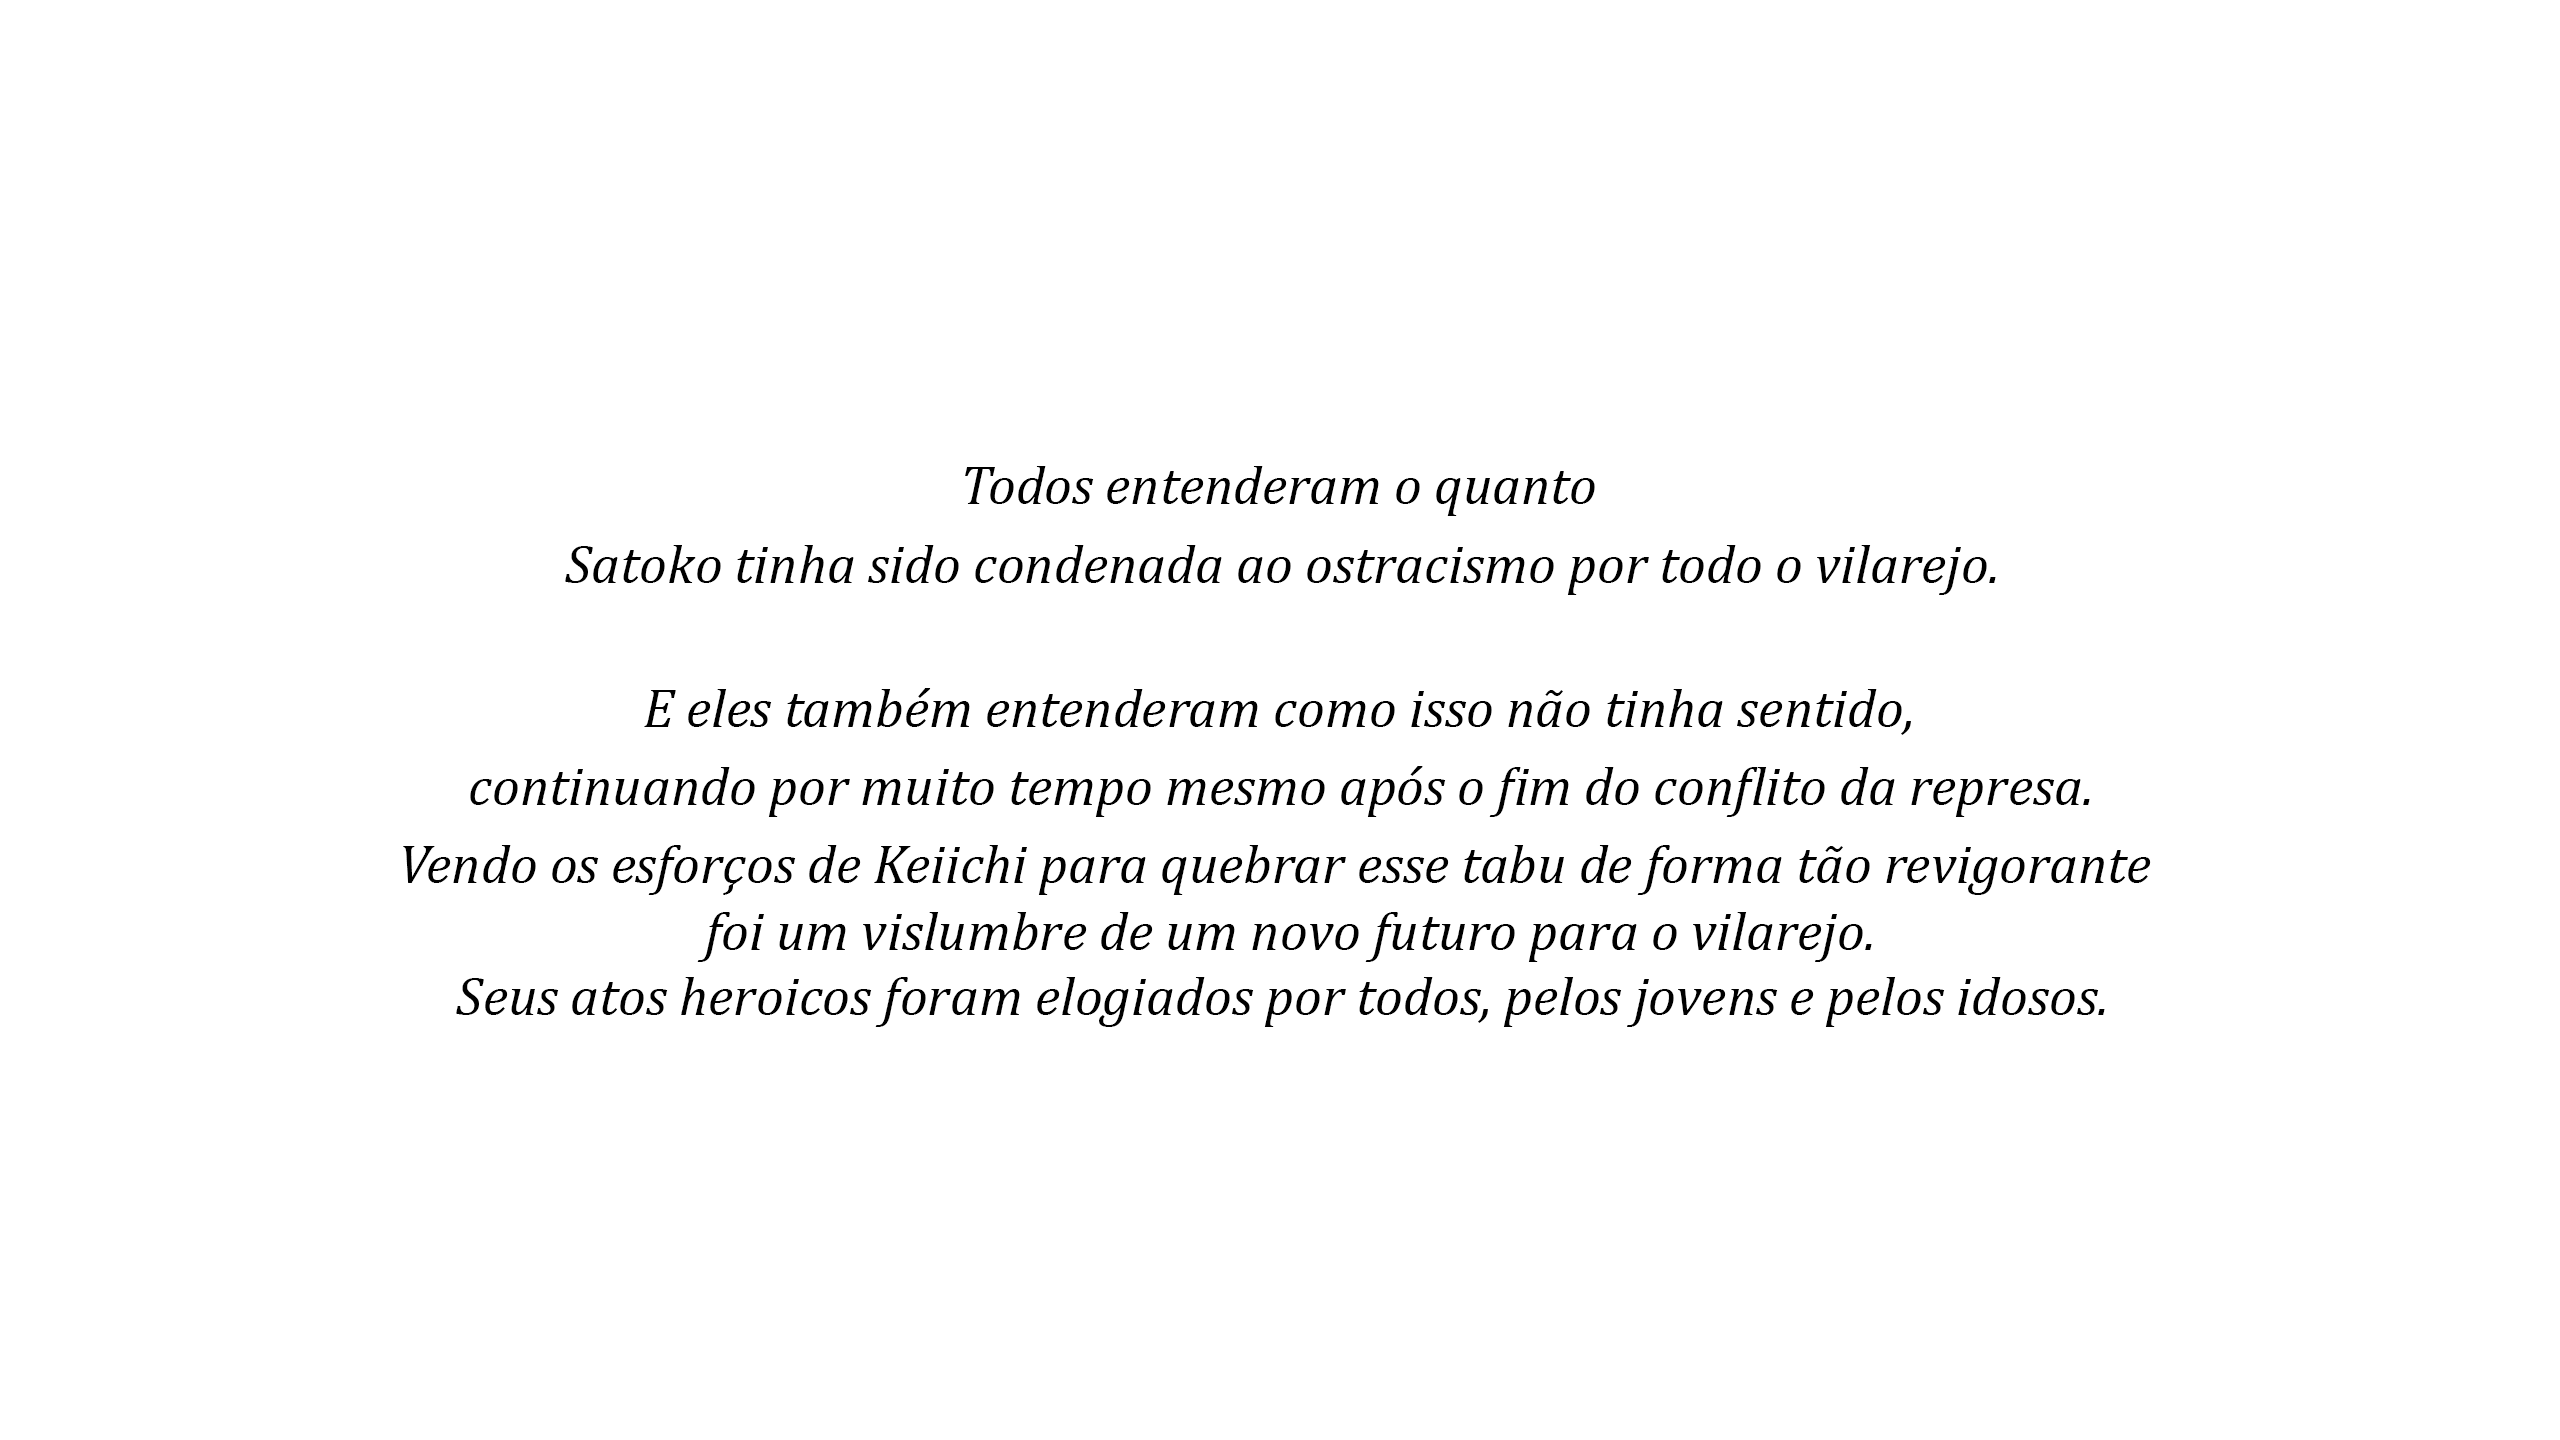 Todos entenderam o quanto
Satoko tinha sido condenada ao ostracismo por todo o vilarejo.
E eles também entenderam como isso não tinha sentido,
continuando por muito tempo mesmo após o fim do conflito da represa.
Vendo os esforços de Keiichi para quebrar esse tabu de forma tão revigorante
foi um vislumbre de um novo futuro para o vilarejo.
Seus atos heroicos foram elogiados por todos, pelos jovens e pelos idosos.